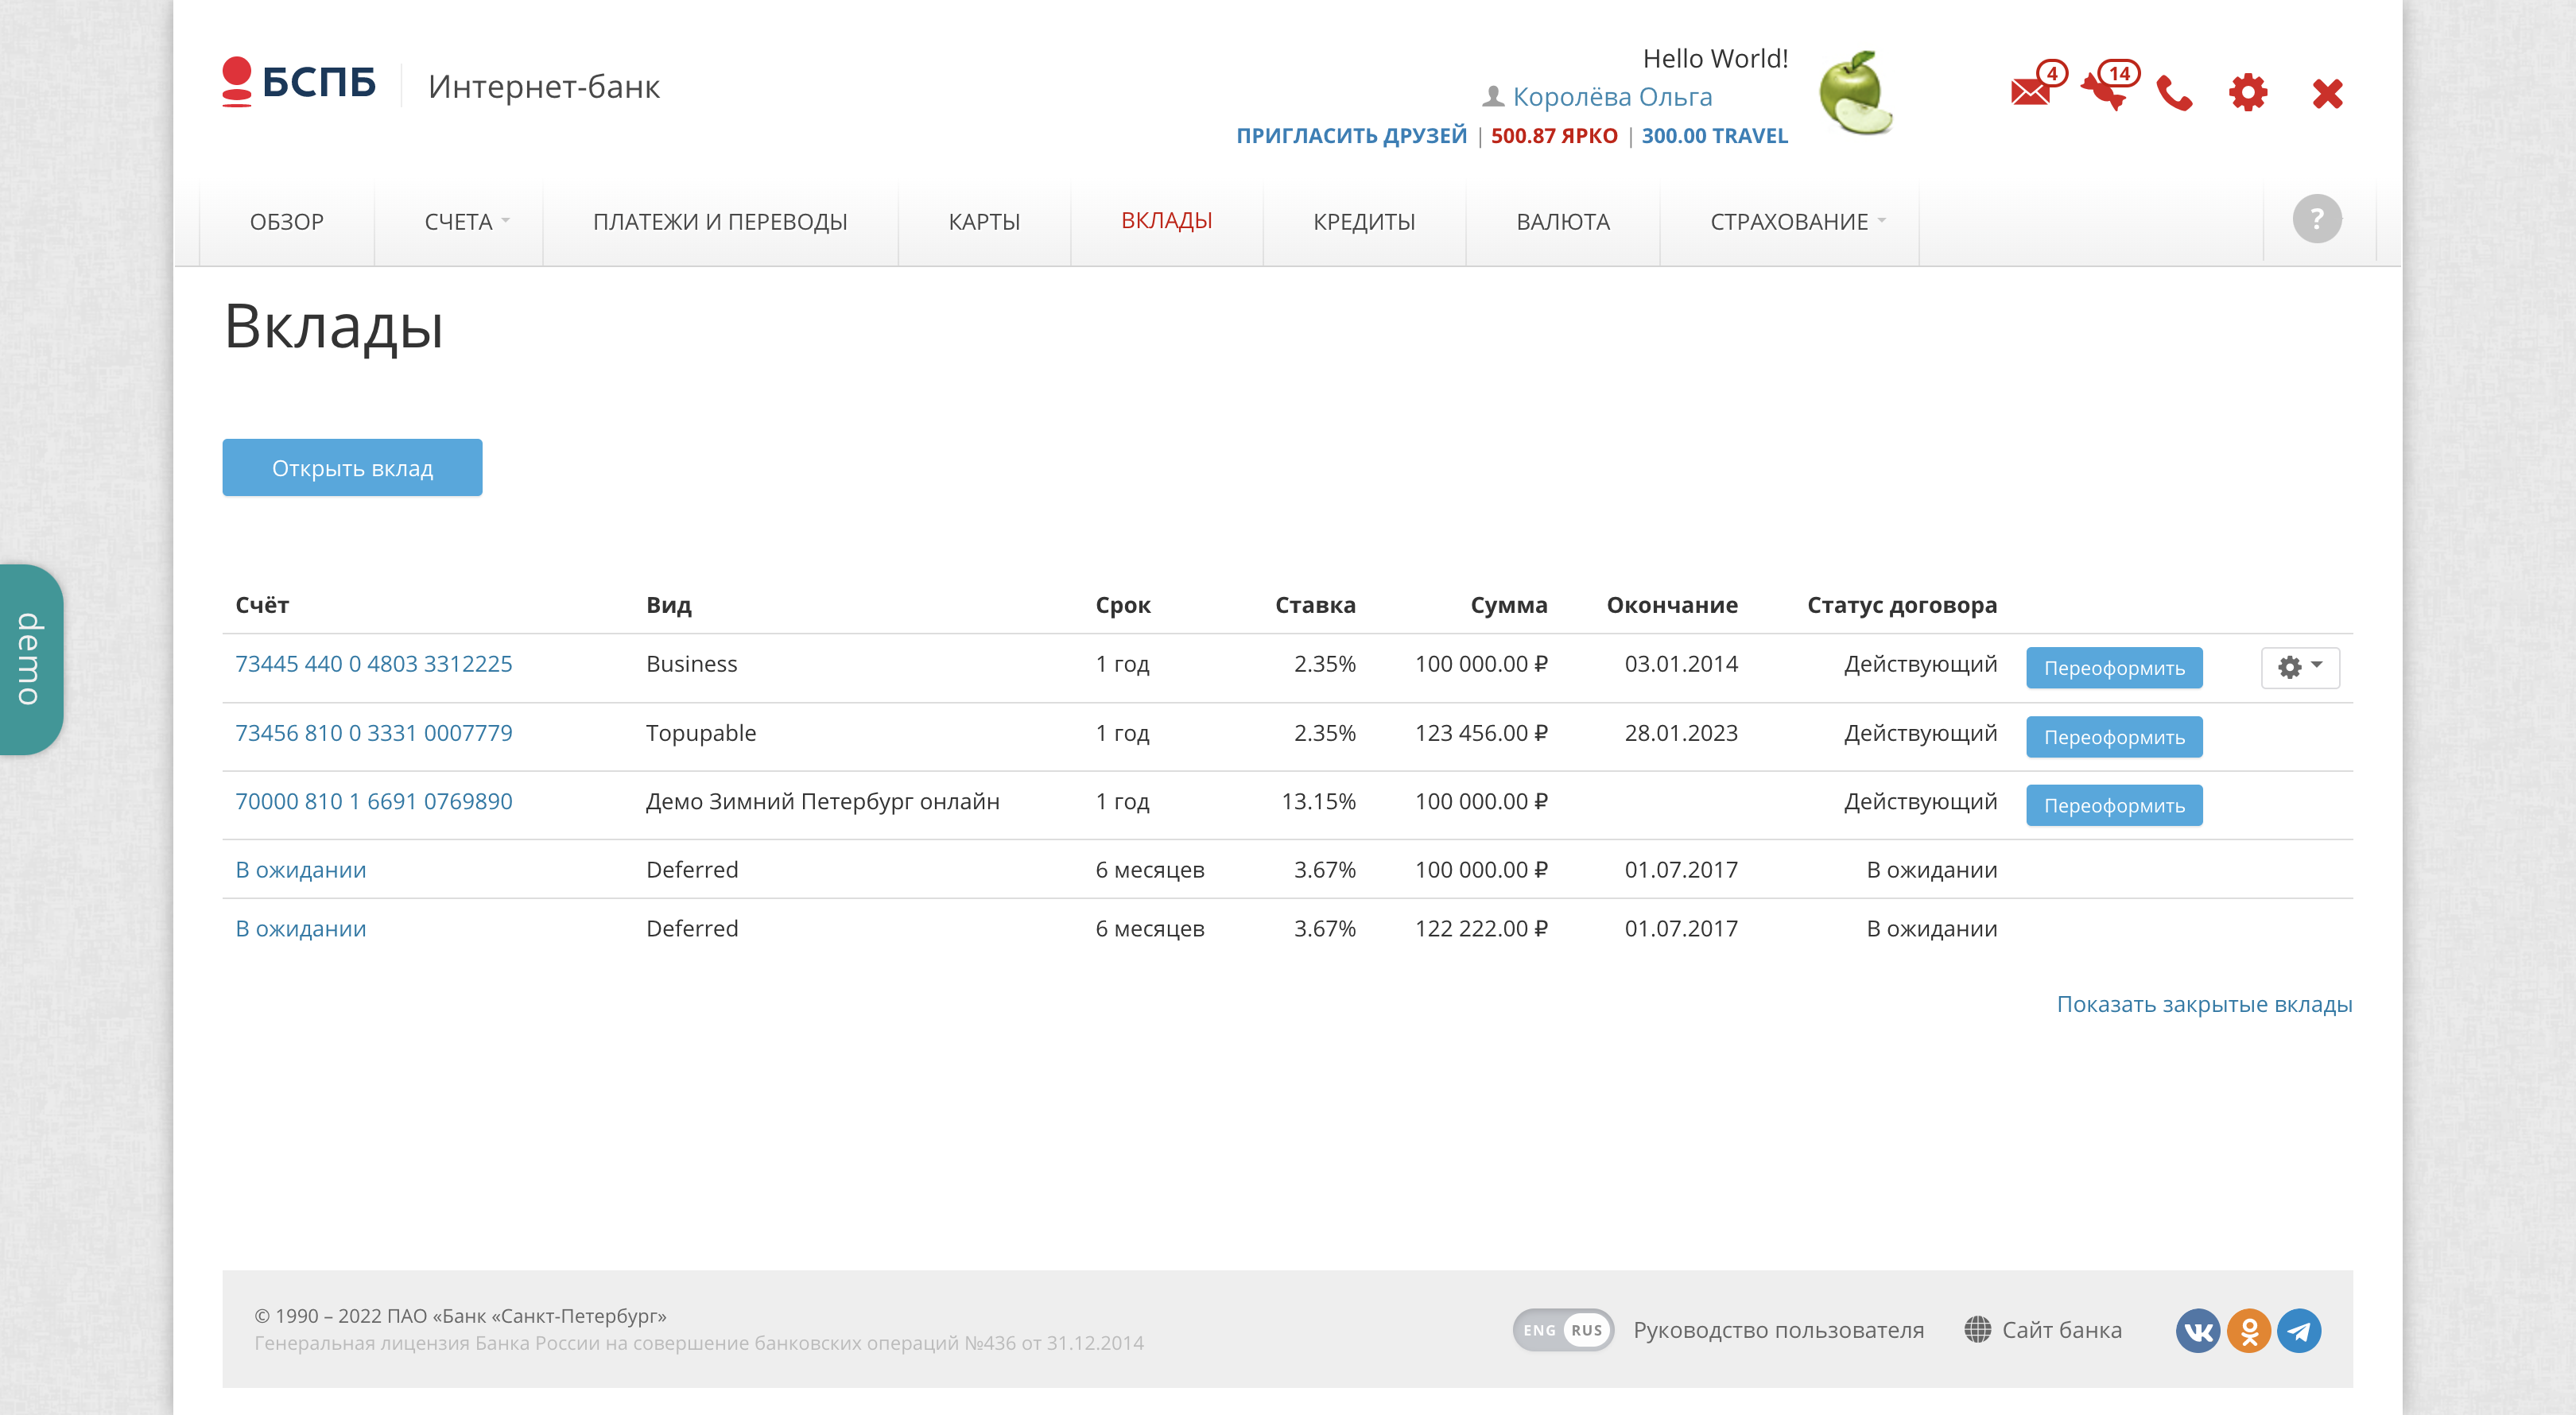 БСПБ Интернет-банк
Hello World!
Королёва Ольга
ПРИГЛАСИТЬ ДРУЗЕЙ | 500.87 ЯРКО | 300.00 TRAVEL
4
14
ОБЗОР СЧЕТА ПЛАТЕЖИ И ПЕРЕВОДЫ КАРТЫ ВКЛАДЫ КРЕДИТЫ ВАЛЮТА СТРАХОВАНИЕ ?
Вклады
Открыть вклад
demo
Счёт Вид Срок Ставка Сумма Окончание Статус договора
73445 440 0 4803 3312225 Business 1 год 2.35% 100 000.00 ₽ 03.01.2014 Действующий Переоформить
73456 810 0 3331 0007779 Topupable 1 год 2.35% 123 456.00 ₽ 28.01.2023 Действующий Переоформить
70000 810 1 6691 0769890 Демо Зимний Петербург онлайн 1 год 13.15% 100 000.00 ₽ Действующий Переоформить
В ожидании Deferred 6 месяцев 3.67% 100 000.00 ₽ 01.07.2017 В ожидании
В ожидании Deferred 6 месяцев 3.67% 122 222.00 ₽ 01.07.2017 В ожидании
Показать закрытые вклады
© 1990 – 2022 ПАО «Банк «Санкт-Петербург»
Генеральная лицензия Банка России на совершение банковских операций №436 от 31.12.2014
ENG RUS Руководство пользователя Сайт банка